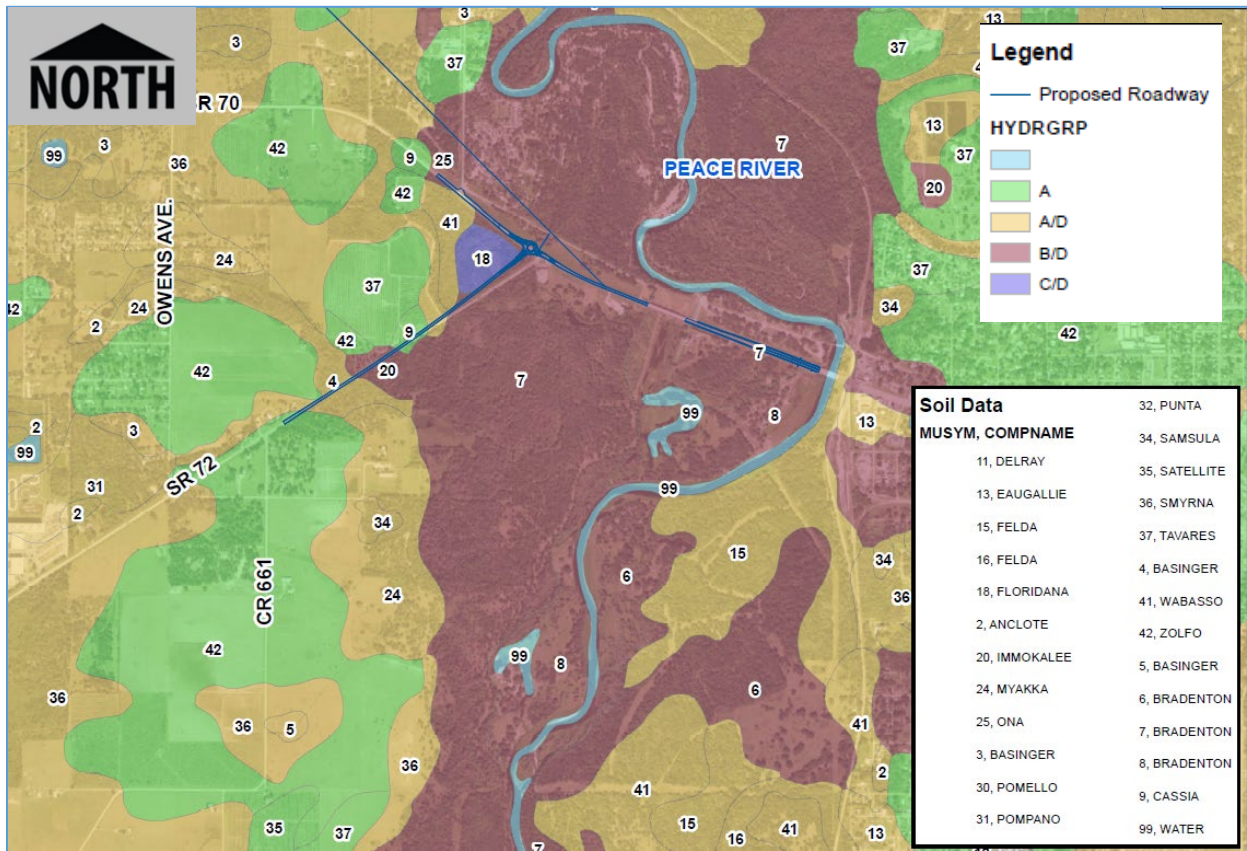 NORTH
SR 70
OWENS AVE.
SR 72
CR 661
PEACE RIVER
3
3
37
13
37
99
3
36
42
9
25
7
13
37
20
42
41
24
18
37
37
34
42
24
2
42
9
42
20
4
7
7
42
2
3
99
31
2
8
99
13
99
34
15
34
36
6
24
42
99
8
6
36
36
5
41
36
41
2
35
37
15
16
41
13
7
Legend
Proposed Roadway
HYDRGRP
A
A/D
B/D
C/D
Soil Data
MUSYM, COMPNAME
11, DELRAY
13, EAUGALLIE
15, FELDA
16, FELDA
18, FLORIDANA
2, ANCLOTE
20, IMMOKALEE
24, MYAKKA
25, ONA
3, BASINGER
30, POMELLO
31, POMPANO
32, PUNTA
34, SAMSULA
35, SATELLITE
36, SMYRNA
37, TAVARES
4, BASINGER
41, WABASSO
42, ZOLFO
5, BASINGER
6, BRADENTON
7, BRADENTON
8, BRADENTON
9, CASSIA
99, WATER